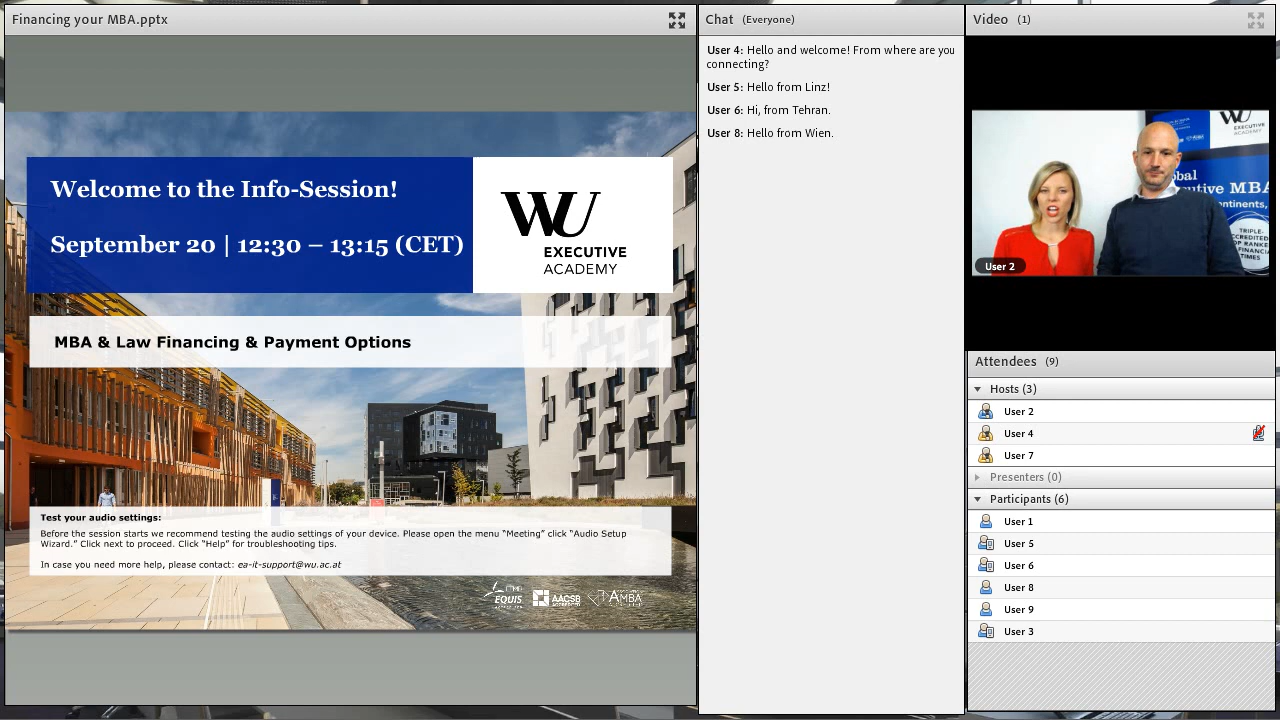 Financing your MBA.pptx
Welcome to the Info-Session!
September 20 | 12:30 – 13:15 (CET)
WU
EXECUTIVE
ACADEMY
MBA & Law Financing & Payment Options
Test your audio settings:
Before the session starts we recommend testing the audio settings of your device. Please open the menu “Meeting” click “Audio Setup
Wizard.” Click next to proceed. Click “Help” for troubleshooting tips.
In case you need more help, please contact: ea-it-support@wu.ac.at
EQUIS
AACSB
ACCREDITED
AMBA
Chat (Everyone)
User 4: Hello and welcome! From where are you
connecting?
User 5: Hello from Linz!
User 6: Hi, from Tehran.
User 8: Hello from Wien.
Video (1)
WU
EXECUTIVE
ACADEMY
MBA
TRIPLE-
User 2
Attendees (9)
Hosts (3)
User 2
User 4
User 7
Presenters (0)
Participants (6)
User 1
User 5
User 6
User 8
User 9
User 3